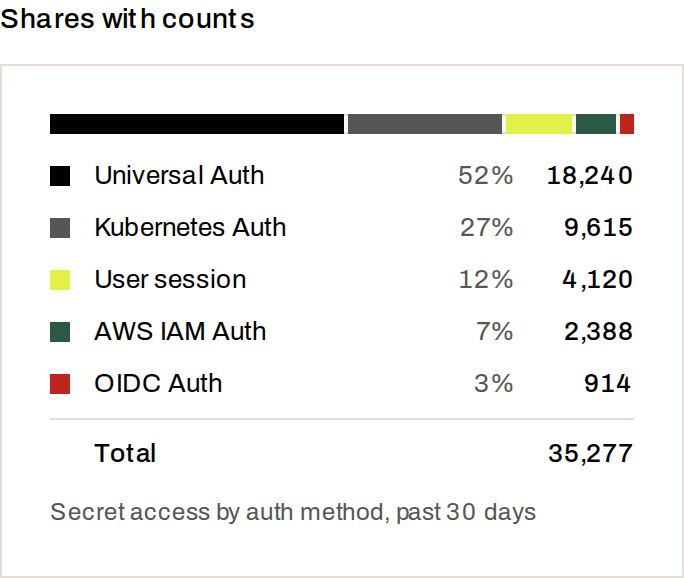 Shares with counts
Universal Auth 52% 18,240
Kubernetes Auth 27% 9,615
User session 12% 4,120
AWS IAM Auth 7% 2,388
OIDC Auth 3% 914
Total 35,277
Secret access by auth method, past 30 days